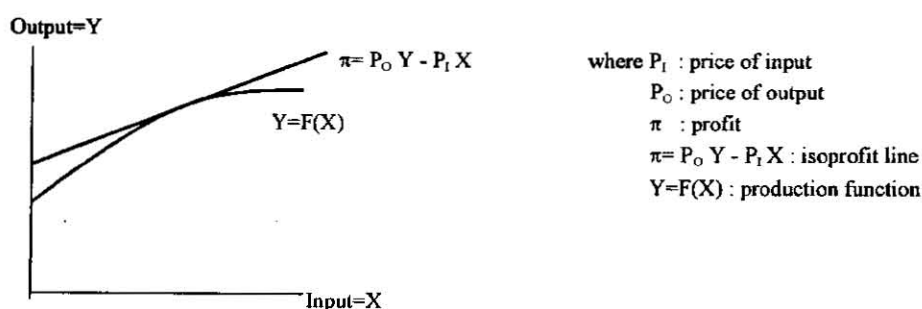 Output=Y
π= P_O Y - P_I X
Y=F(X)
Input=X
where P_I : price of input
P_O : price of output
π : profit
π= P_O Y - P_I X : isoprofit line
Y=F(X) : production function